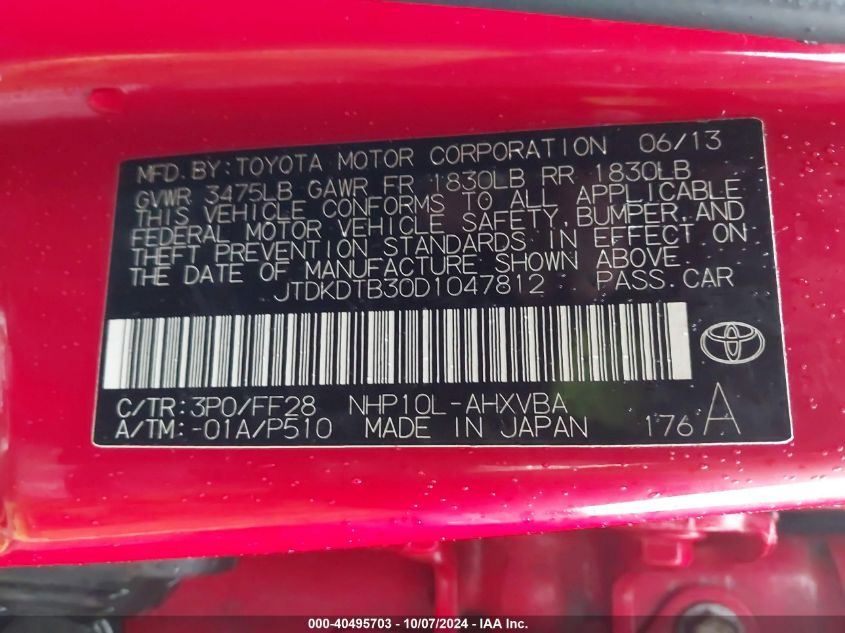 MFD. BY: TOYOTA MOTOR CORPORATION 06/13
GVWR 3475LB GAWR FR 1830LB RR 1830LB
THIS VEHICLE CONFORMS TO ALL APPLICABLE
FEDERAL MOTOR VEHICLE SAFETY, BUMPER, AND
THEFT PREVENTION STANDARDS IN EFFECT ON
THE DATE OF MANUFACTURE SHOWN ABOVE
JTDKDTB30D1047812 PASS.CAR
C/TR: 3P0/FF28 NHP10L-AHXVBA
A/TM: -01A/P510 MADE IN JAPAN 176 A
000-40495703 - 10/07/2024 - IAA Inc.